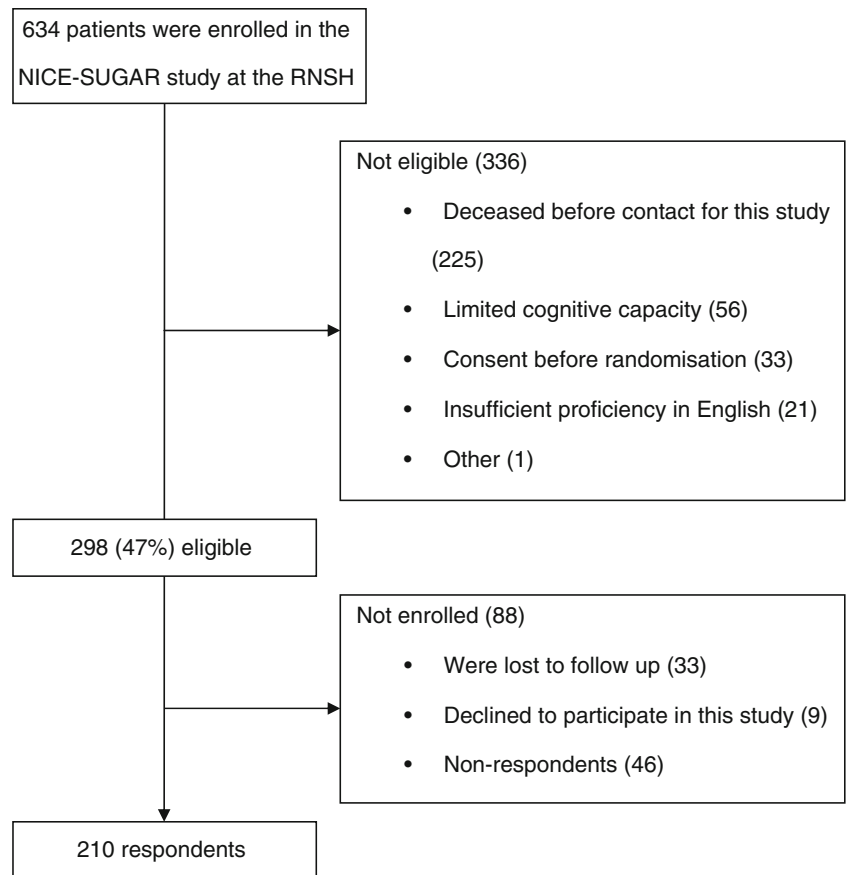 634 patients were enrolled in the
NICE-SUGAR study at the RNSH
Not eligible (336)
• Deceased before contact for this study
(225)
• Limited cognitive capacity (56)
• Consent before randomisation (33)
• Insufficient proficiency in English (21)
• Other (1)
298 (47%) eligible
Not enrolled (88)
• Were lost to follow up (33)
• Declined to participate in this study (9)
• Non-respondents (46)
210 respondents